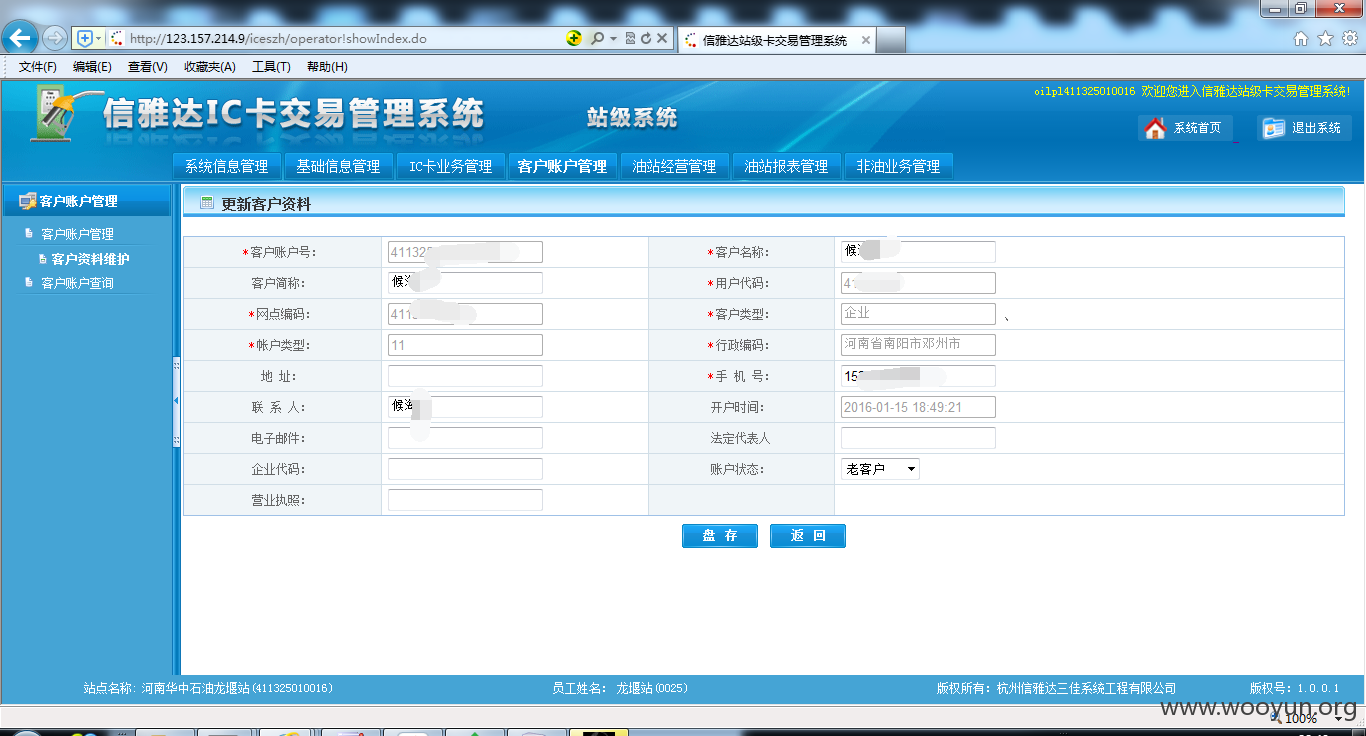 http://123.157.214.9/iceszh/operator!showIndex.do
信雅达站级卡交易管理系统
文件(F) 编辑(E) 查看(V) 收藏夹(A) 工具(T) 帮助(H)
oilpl411325010016 欢迎您进入信雅达站级卡交易管理系统!
信雅达IC卡交易管理系统 站级系统
系统首页 退出系统
系统信息管理 基础信息管理 IC卡业务管理 客户账户管理 油站经营管理 油站报表管理 非油业务管理
客户账户管理
客户账户管理
客户资料维护
客户账户查询
更新客户资料
*客户账户号: 41132 *客户名称: 候
客户简称: 候 *用户代码: 4
*网点编码: 411 *客户类型: 企业 、
*帐户类型: 11 *行政编码: 河南省南阳市邓州市
地 址: *手 机 号: 15
联 系 人: 候 开户时间: 2016-01-15 18:49:21
电子邮件: 法定代表人
企业代码: 账户状态: 老客户
营业执照:
盘 存 返 回
站点名称: 河南华中石油龙堰站(411325010016) 员工姓名: 龙堰站(0025) 版权所有: 杭州信雅达三佳系统工程有限公司 版权号: 1.0.0.1
www.wooyun.org
100%